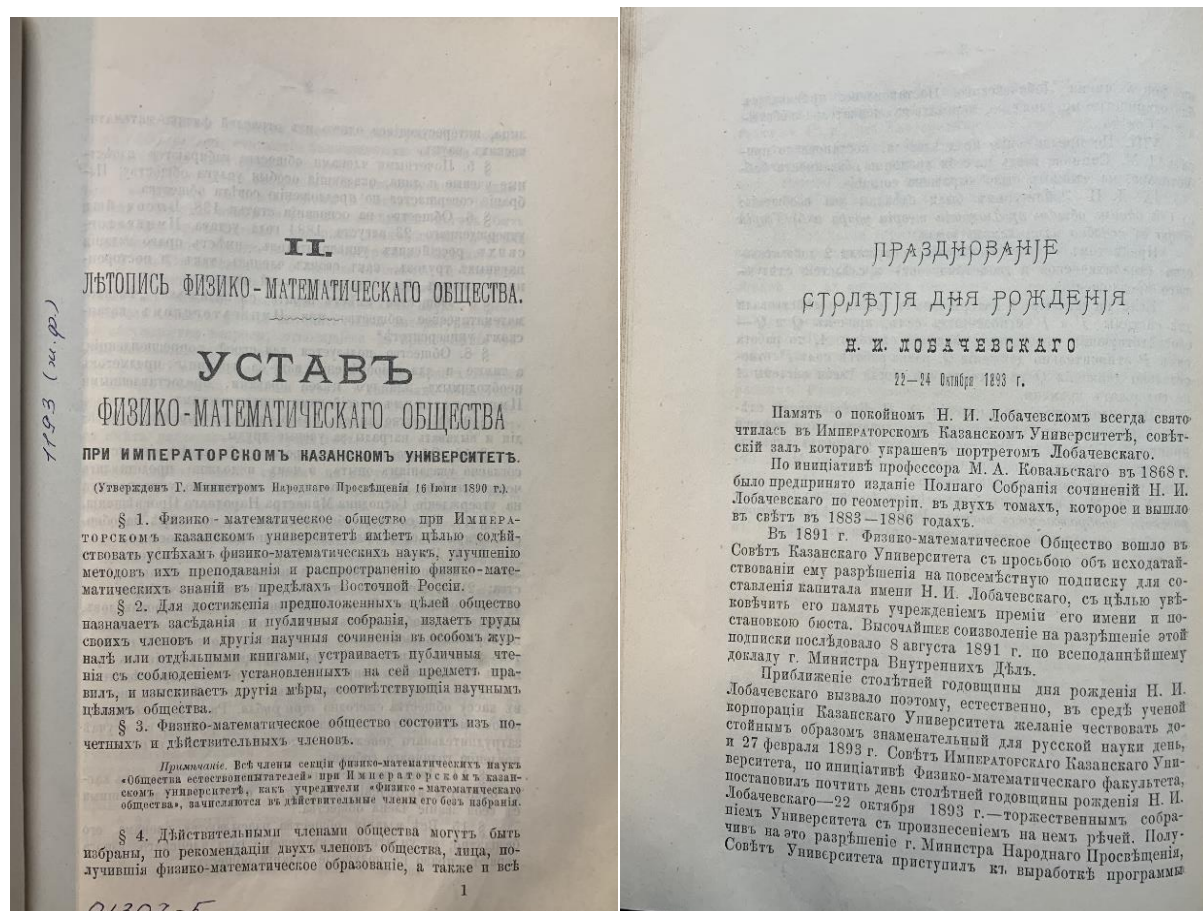 II.
ЛѢТОПИСЬ ФИЗИКО-МАТЕМАТИЧЕСКАГО ОБЩЕСТВА.
УСТАВЪ
ФИЗИКО-МАТЕМАТИЧЕСКАГО ОБЩЕСТВА
ПРИ ИМПЕРАТОРСКОМЪ КАЗАНСКОМЪ УНИВЕРСИТЕТѢ.
(Утвержденъ Г. Министромъ Народнаго Просвѣщенія 16 Іюня 1890 г.).
§ 1. Физико-математическое общество при Импера-
торскомъ казанскомъ университетѣ имѣетъ цѣлью содѣй-
ствовать успѣхамъ физико-математическихъ наукъ, улучшенію
методовъ ихъ преподаванія и распространенію физико-мате-
матическихъ знаній въ предѣлахъ Восточной Россіи.
§ 2. Для достиженія предположенныхъ цѣлей общество
назначаетъ засѣданія и публичныя собранія, издаетъ труды
своихъ членовъ и другія научныя сочиненія въ особомъ жур-
налѣ или отдѣльными книгами, устраиваетъ публичныя чте-
нія съ соблюденіемъ установленныхъ на сей предметъ пра-
вилъ, и изыскиваетъ другія мѣры, соотвѣтствующія научнымъ
цѣлямъ общества.
§ 3. Физико-математическое общество состоитъ изъ по-
четныхъ и дѣйствительныхъ членовъ.
Примѣчаніе. Всѣ члены секціи физико-математическихъ наукъ
«Общества естествоиспытателей» при Императорскомъ казан-
скомъ университетѣ, какъ учредители «Физико-математическаго
общества», зачисляются въ дѣйствительные члены его безъ избранія.
§ 4. Дѣйствительными членами общества могутъ быть
избраны, по рекомендаціи двухъ членовъ общества, лица, по-
лучившія физико-математическое образованіе, а также и всѣ
1
1193 (ж.ф.)
ПРАЗДНОВАНІЕ
СТОЛѢТІЯ ДНЯ РОЖДЕНІЯ
Н. И. ЛОБАЧЕВСКАГО
22—24 Октября 1893 г.
Память о покойномъ Н. И. Лобачевскомъ всегда свято
чтилась въ Императорскомъ Казанскомъ Университетѣ, совѣт-
скій залъ котораго украшенъ портретомъ Лобачевскаго.
По иниціативѣ профессора М. А. Ковальскаго въ 1868 г.
было предпринято изданіе Полнаго Собранія сочиненій Н. И.
Лобачевскаго по геометріи, въ двухъ томахъ, которое и вышло
въ свѣтъ въ 1883—1886 годахъ.
Въ 1891 г. Физико-математическое Общество вошло въ
Совѣтъ Казанскаго Университета съ просьбою объ исходатай-
ствованіи ему разрѣшенія на повсемѣстную подписку для со-
ставленія капитала имени Н. И. Лобачевскаго, съ цѣлью увѣ-
ковѣчить его память учрежденіемъ преміи его имени и по-
становкою бюста. Высочайшее соизволеніе на разрѣшеніе этой
подписки послѣдовало 8 августа 1891 г. по всеподаннѣйшему
докладу г. Министра Внутреннихъ Дѣлъ.
Приближеніе столѣтней годовщины дня рожденія Н. И.
Лобачевскаго вызвало поэтому, естественно, въ средѣ ученой
корпораціи Казанскаго Университета желаніе чествовать до-
стойнымъ образомъ знаменательный для русской науки день,
и 27 февраля 1893 г. Совѣтъ Императорскаго Казанскаго Уни-
верситета, по иниціативѣ Физико-математическаго факультета,
постановилъ почтить день столѣтней годовщины рожденія Н. И.
Лобачевскаго—22 октября 1893 г.—торжественнымъ собра-
ніемъ Университета съ произнесеніемъ на немъ рѣчей. Полу-
чивъ на это разрѣшеніе г. Министра Народнаго Просвѣщенія,
Совѣтъ Университета приступилъ къ выработкѣ программы